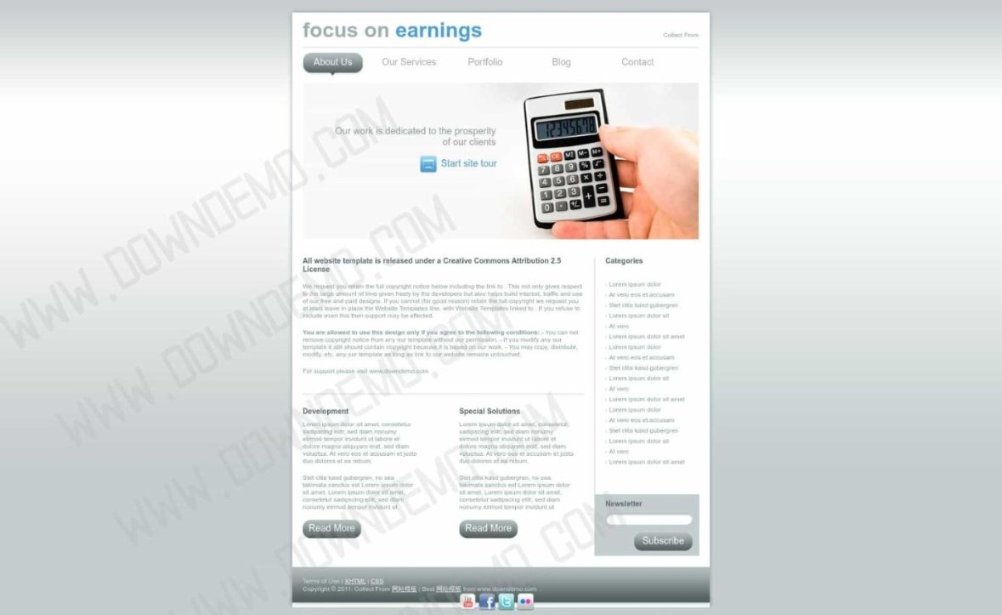 focus on earnings
Collect From
About Us
Our Services
Portfolio
Blog
Contact
Our work is dedicated to the prosperity
of our clients
Start site tour
All website template is released under a Creative Commons Attribution 2.5
License
We request you retain the full copyright notice below including the link to . This not only gives respect
to the large amount of time given freely by the developers but also helps build interest, traffic and use
of our free and paid designs. If you cannot (for good reason) retain the full copyright we request you
at least leave in place the Website Templates line, with Website Templates linked to . If you refuse to
include even this then support may be affected.
You are allowed to use this design only if you agree to the following conditions: - You can not
remove copyright notice from any our template without our permission. - If you modify any our
template it still should contain copyright because it is based on our work. - You may copy, distribute,
modify, etc. any our template as long as link to our website remains untouched.
For support please visit www.downdemo.com
Development
Lorem ipsum dolor sit amet, consetetur
sadipscing elitr, sed diam nonumy
eirmod tempor invidunt ut labore et
dolore magna aliquyam erat, sed diam
voluptua. At vero eos et accusam et justo
duo dolores et ea rebum.
Stet clita kasd gubergren, no sea
takimata sanctus est Lorem ipsum dolor
sit amet. Lorem ipsum dolor sit amet,
consetetur sadipscing elitr, sed diam
nonumy eirmod tempor invidunt ut
Read More
Special Solutions
Lorem ipsum dolor sit amet, consetetur
sadipscing elitr, sed diam nonumy
eirmod tempor invidunt ut labore et
dolore magna aliquyam erat, sed diam
voluptua. At vero eos et accusam et justo
duo dolores et ea rebum.
Stet clita kasd gubergren, no sea
takimata sanctus est Lorem ipsum dolor
sit amet. Lorem ipsum dolor sit amet,
consetetur sadipscing elitr, sed diam
nonumy eirmod tempor invidunt ut
Read More
Categories
Lorem ipsum dolor
At vero eos et accusam
Stet clita kasd gubergren
Lorem ipsum dolor sit
At vero
Lorem ipsum dolor sit amet
Lorem ipsum dolor
At vero eos et accusam
Stet clita kasd gubergren
Lorem ipsum dolor sit
At vero
Lorem ipsum dolor sit amet
Lorem ipsum dolor
At vero eos et accusam
Stet clita kasd gubergren
Lorem ipsum dolor sit
At vero
Lorem ipsum dolor sit amet
Newsletter
Subscribe
Terms of Use | XHTML | CSS
Copyright © 2011. Collect From 网站模板 | Best 网站模板 from www.downdemo.com
WWW.DOWNDEMO.COM
WWW.DOWNDEMO.COM
WWW.DOWNDEMO.COM
WWW.DOWNDEMO.COM